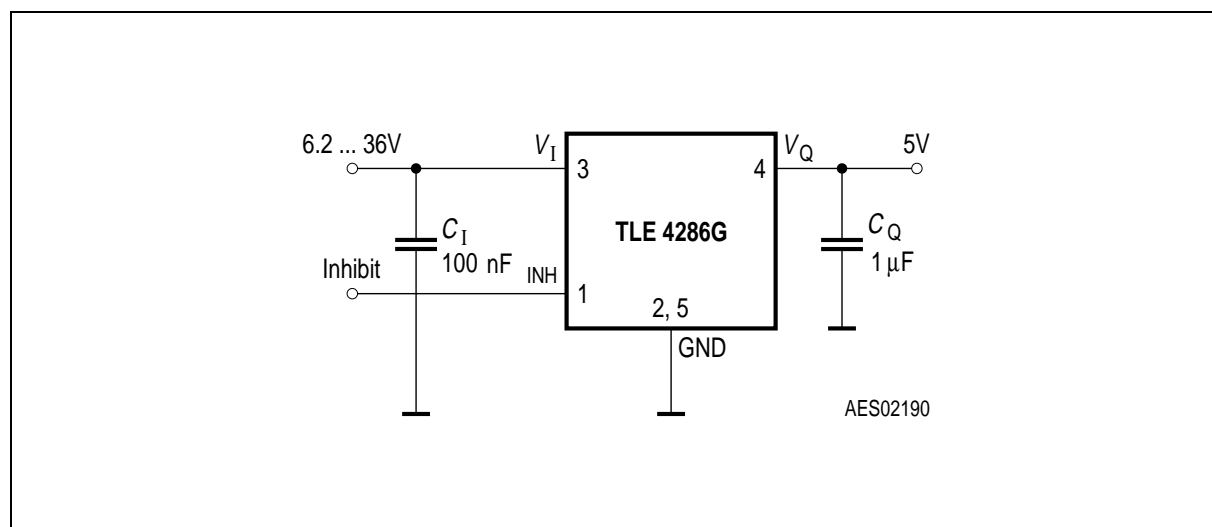 6.2 ... 36V
V_I
3
4
V_Q
5V
C_I
100 nF
TLE 4286G
C_Q
1 µF
Inhibit
INH
1
2, 5
GND
AES02190